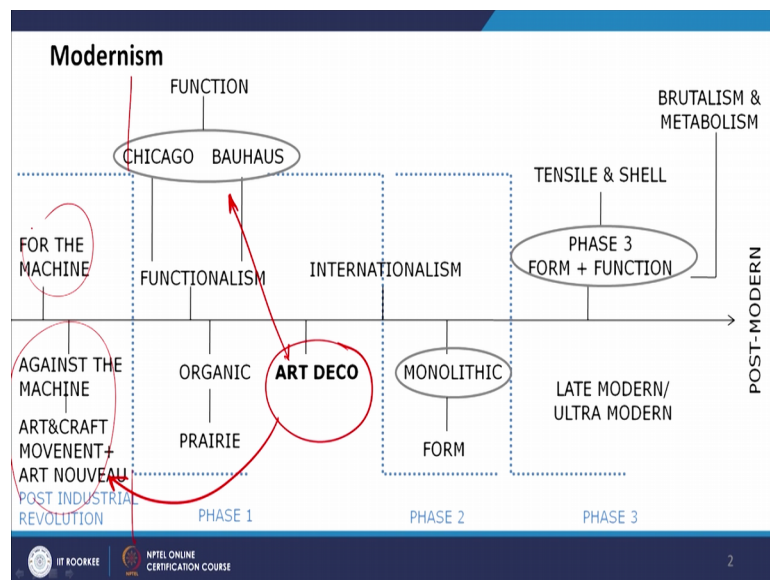 Modernism
FUNCTION
CHICAGO BAUHAUS
BRUTALISM &
METABOLISM
TENSILE & SHELL
FOR THE
MACHINE
FUNCTIONALISM
INTERNATIONALISM
PHASE 3
FORM + FUNCTION
POST-MODERN
AGAINST THE
MACHINE
ART&CRAFT
MOVENENT+
ART NOUVEAU
ORGANIC
PRAIRIE
ART DECO
MONOLITHIC
FORM
LATE MODERN/
ULTRA MODERN
POST INDUSTRIAL
REVOLUTION
PHASE 1
PHASE 2
PHASE 3
IIT ROORKEE
NPTEL
NPTEL ONLINE
CERTIFICATION COURSE
2